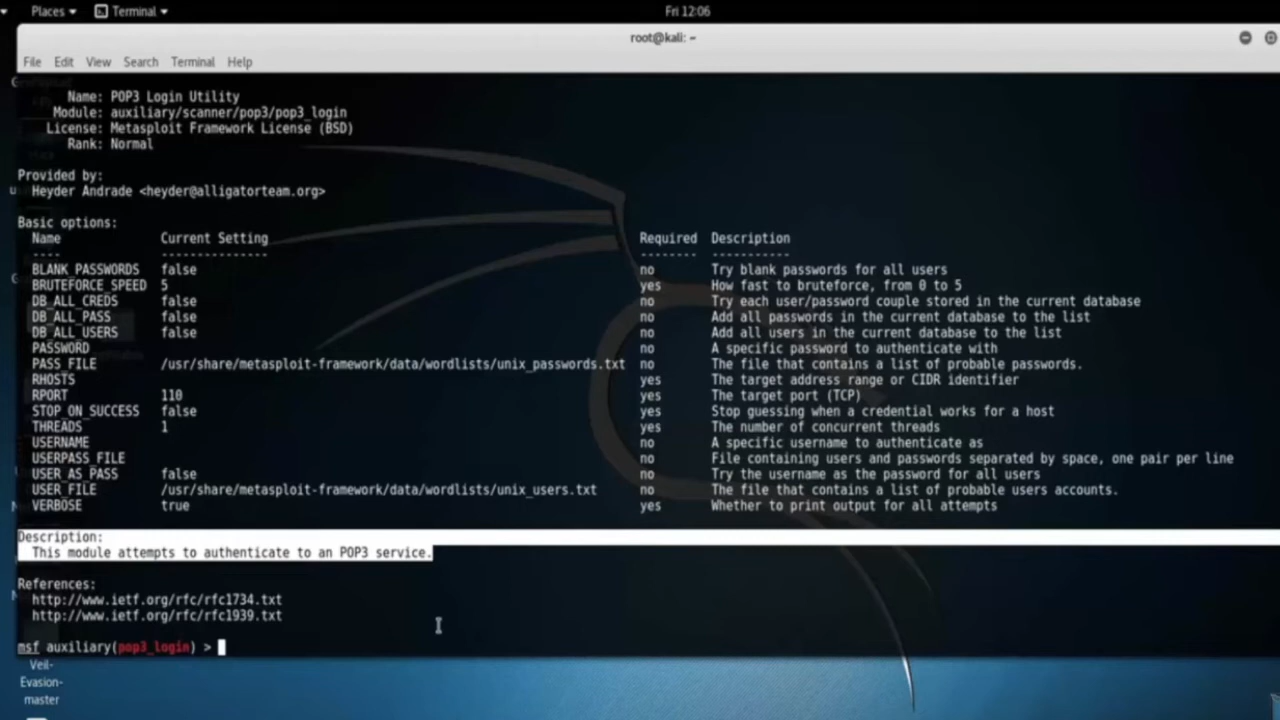 Places Terminal Fri 12:06
root@kali: ~
File Edit View Search Terminal Help
Name: POP3 Login Utility
Module: auxiliary/scanner/pop3/pop3_login
License: Metasploit Framework License (BSD)
Rank: Normal
Provided by:
Heyder Andrade <heyder@alligatorteam.org>
Basic options:
Name Current Setting Required Description
---- --------------- -------- -----------
BLANK_PASSWORDS false no Try blank passwords for all users
BRUTEFORCE_SPEED 5 yes How fast to bruteforce, from 0 to 5
DB_ALL_CREDS false no Try each user/password couple stored in the current database
DB_ALL_PASS false no Add all passwords in the current database to the list
DB_ALL_USERS false no Add all users in the current database to the list
PASSWORD no A specific password to authenticate with
PASS_FILE /usr/share/metasploit-framework/data/wordlists/unix_passwords.txt no The file that contains a list of probable passwords.
RHOSTS yes The target address range or CIDR identifier
RPORT 110 yes The target port (TCP)
STOP_ON_SUCCESS false yes Stop guessing when a credential works for a host
THREADS 1 yes The number of concurrent threads
USERNAME no A specific username to authenticate as
USERPASS_FILE no File containing users and passwords separated by space, one pair per line
USER_AS_PASS false no Try the username as the password for all users
USER_FILE /usr/share/metasploit-framework/data/wordlists/unix_users.txt no The file that contains a list of probable users accounts.
VERBOSE true yes Whether to print output for all attempts
Description:
This module attempts to authenticate to an POP3 service.
References:
http://www.ietf.org/rfc/rfc1734.txt
http://www.ietf.org/rfc/rfc1939.txt
msf auxiliary(pop3_login) >
Veil-
Evasion-
master